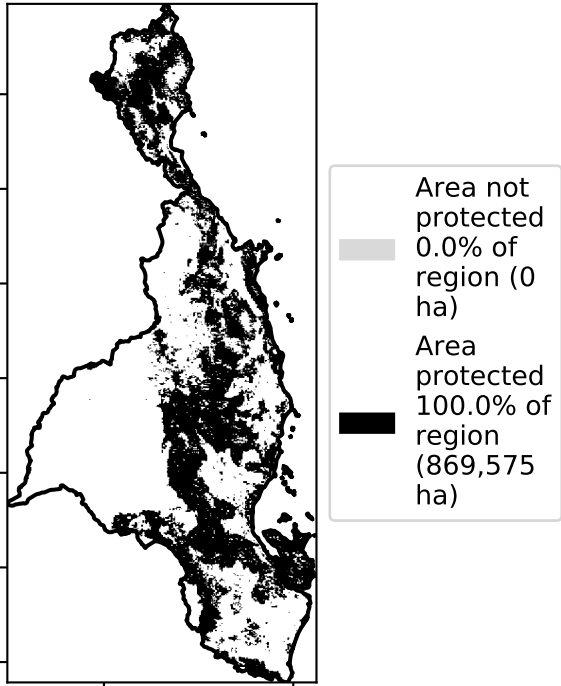 Area not
protected
0.0% of
region (0
ha)
Area
protected
100.0% of
region
(869,575
ha)